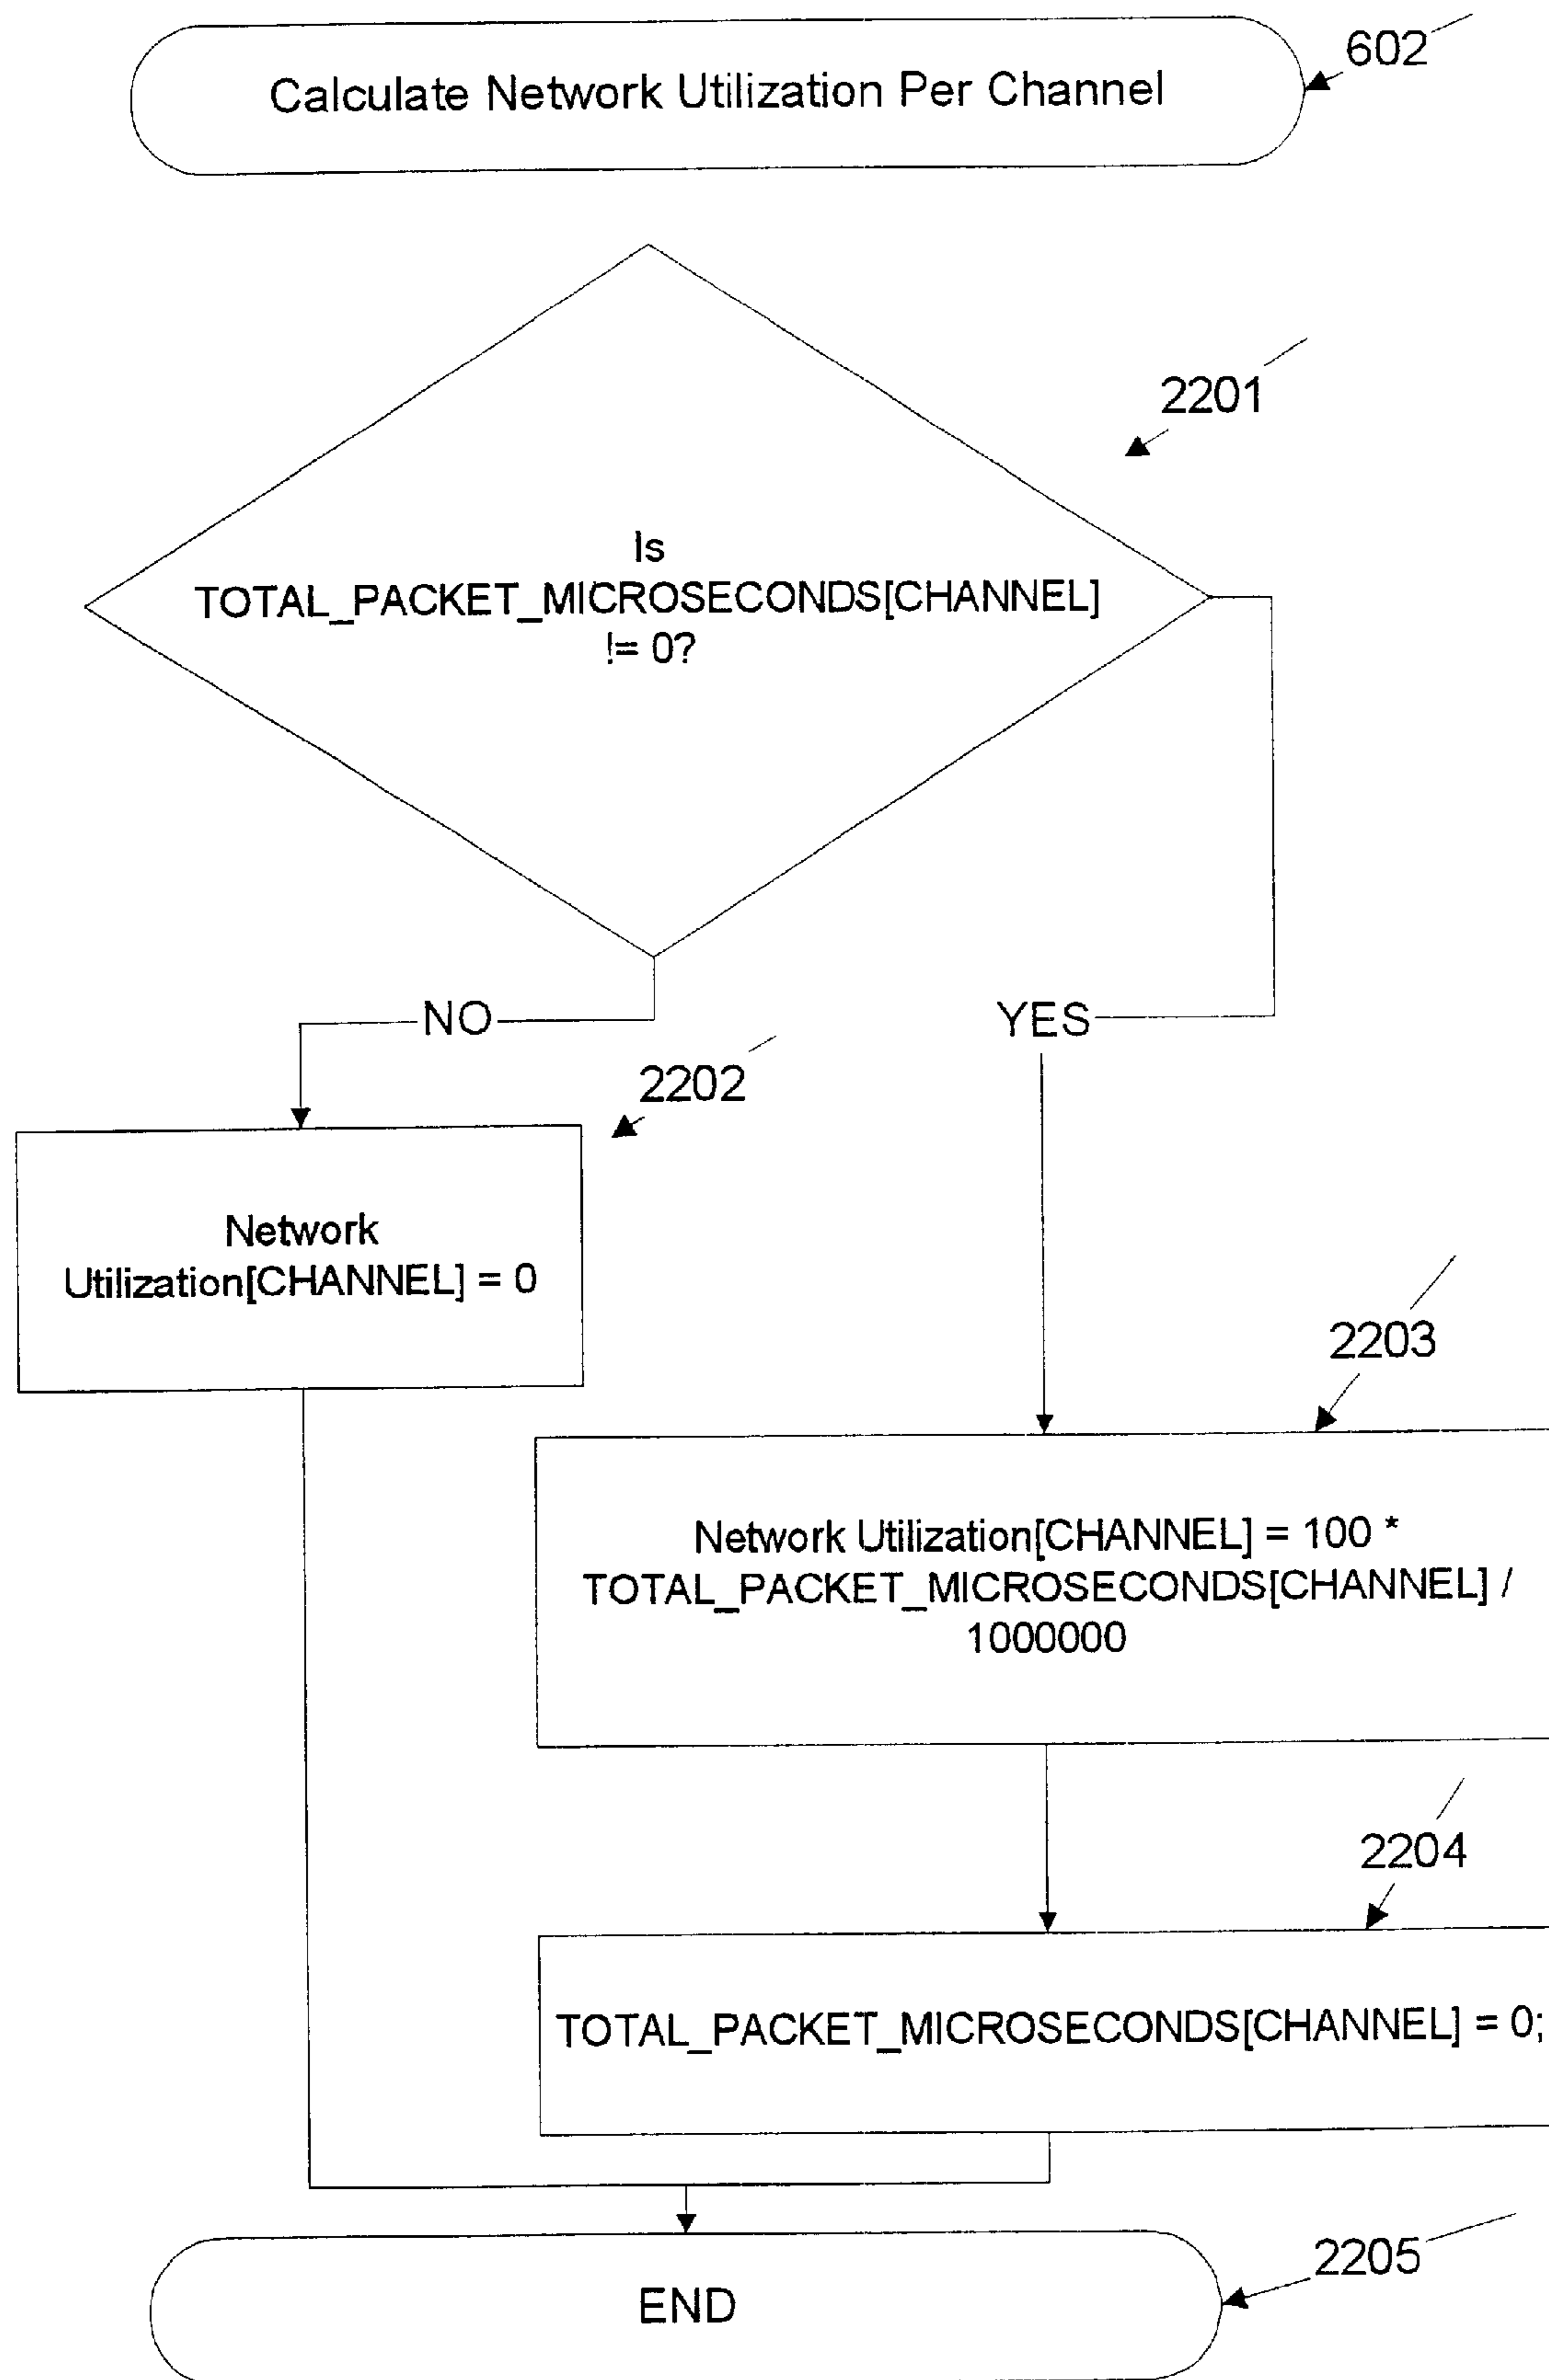 Calculate Network Utilization Per Channel
602
2201
Is
TOTAL_PACKET_MICROSECONDS[CHANNEL]
!= 0?
NO
YES
2202
Network
Utilization[CHANNEL] = 0
2203
Network Utilization[CHANNEL] = 100 *
TOTAL_PACKET_MICROSECONDS[CHANNEL] /
1000000
2204
TOTAL_PACKET_MICROSECONDS[CHANNEL] = 0;
2205
END